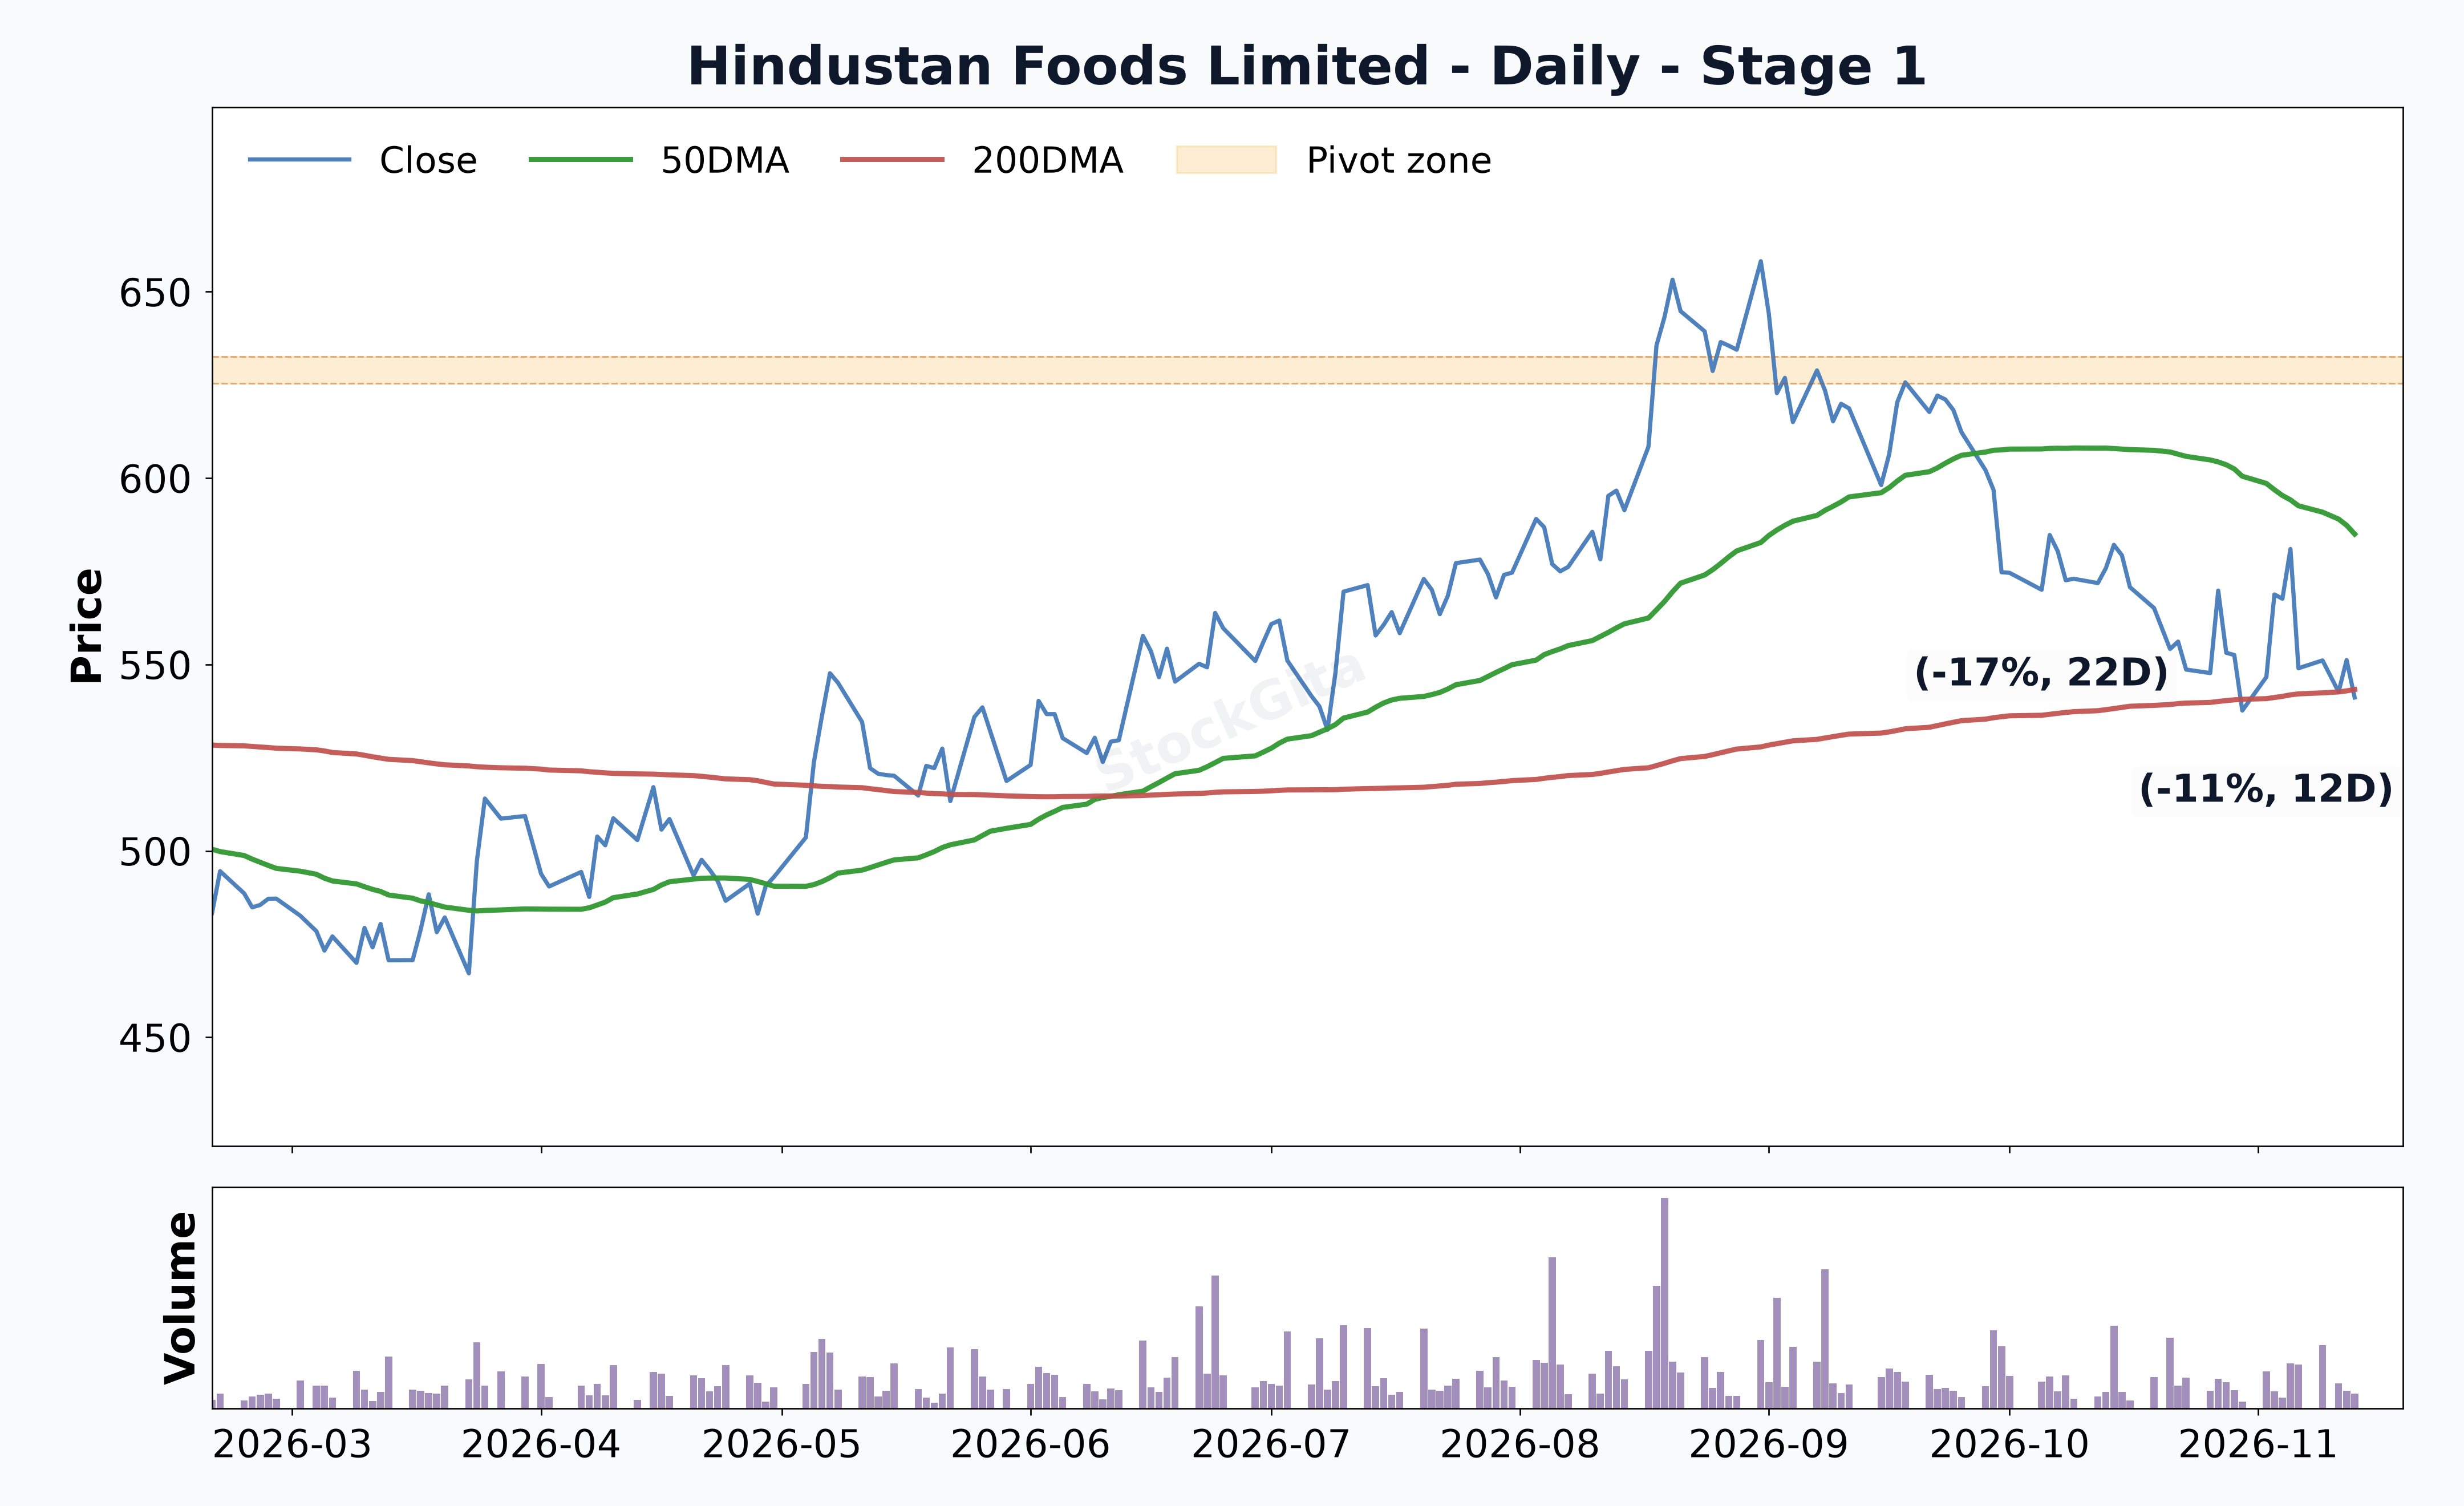 Hindustan Foods Limited - Daily - Stage 1
Close 50DMA 200DMA Pivot zone
650
600
550
500
450
Price
(-17%, 22D)
(-11%, 12D)
StockGita
Volume
2026-03 2026-04 2026-05 2026-06 2026-07 2026-08 2026-09 2026-10 2026-11